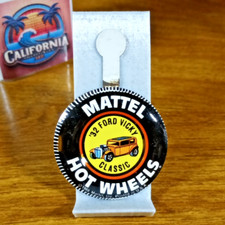 CALIFORNIA
MATTEL
'32 FORD VICKY
CLASSIC
HOT WHEELS